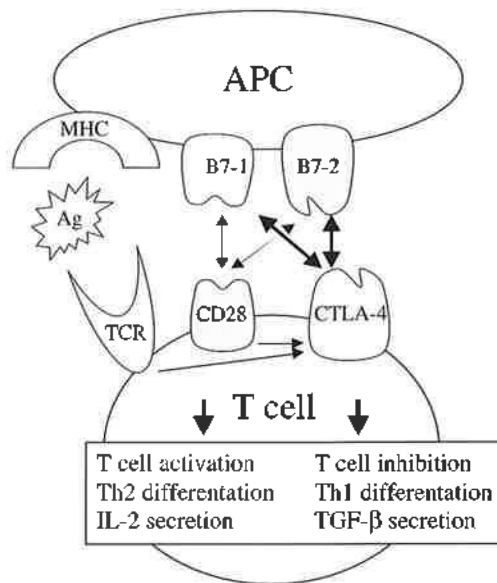 APC
MHC
B7-1
B7-2
Ag
TCR
CD28
CTLA-4
T cell
T cell activation
Th2 differentation
IL-2 secretion
T cell inhibition
Th1 differentation
TGF-β secretion